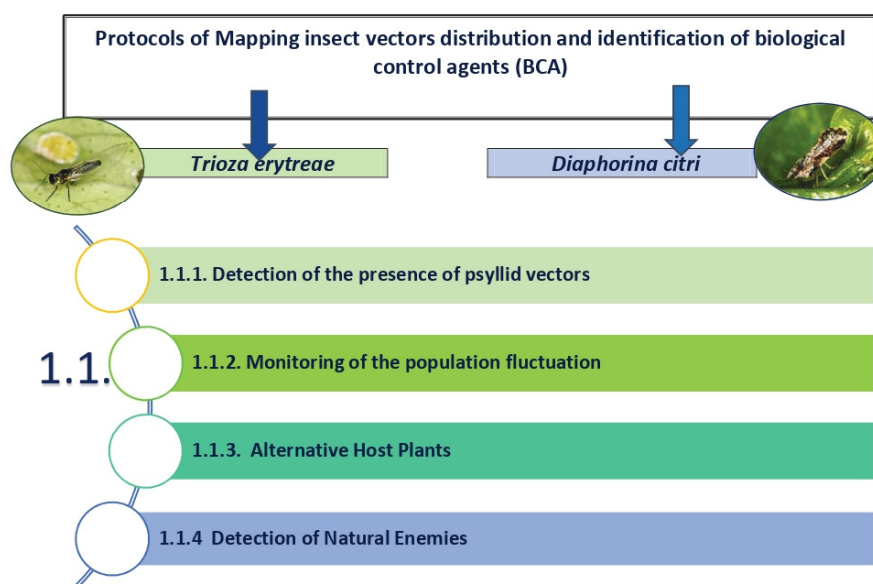 Protocols of Mapping insect vectors distribution and identification of biological
control agents (BCA)
Trioza erytreae
Diaphorina citri
1.1.1. Detection of the presence of psyllid vectors
1.1.
1.1.2. Monitoring of the population fluctuation
1.1.3. Alternative Host Plants
1.1.4 Detection of Natural Enemies